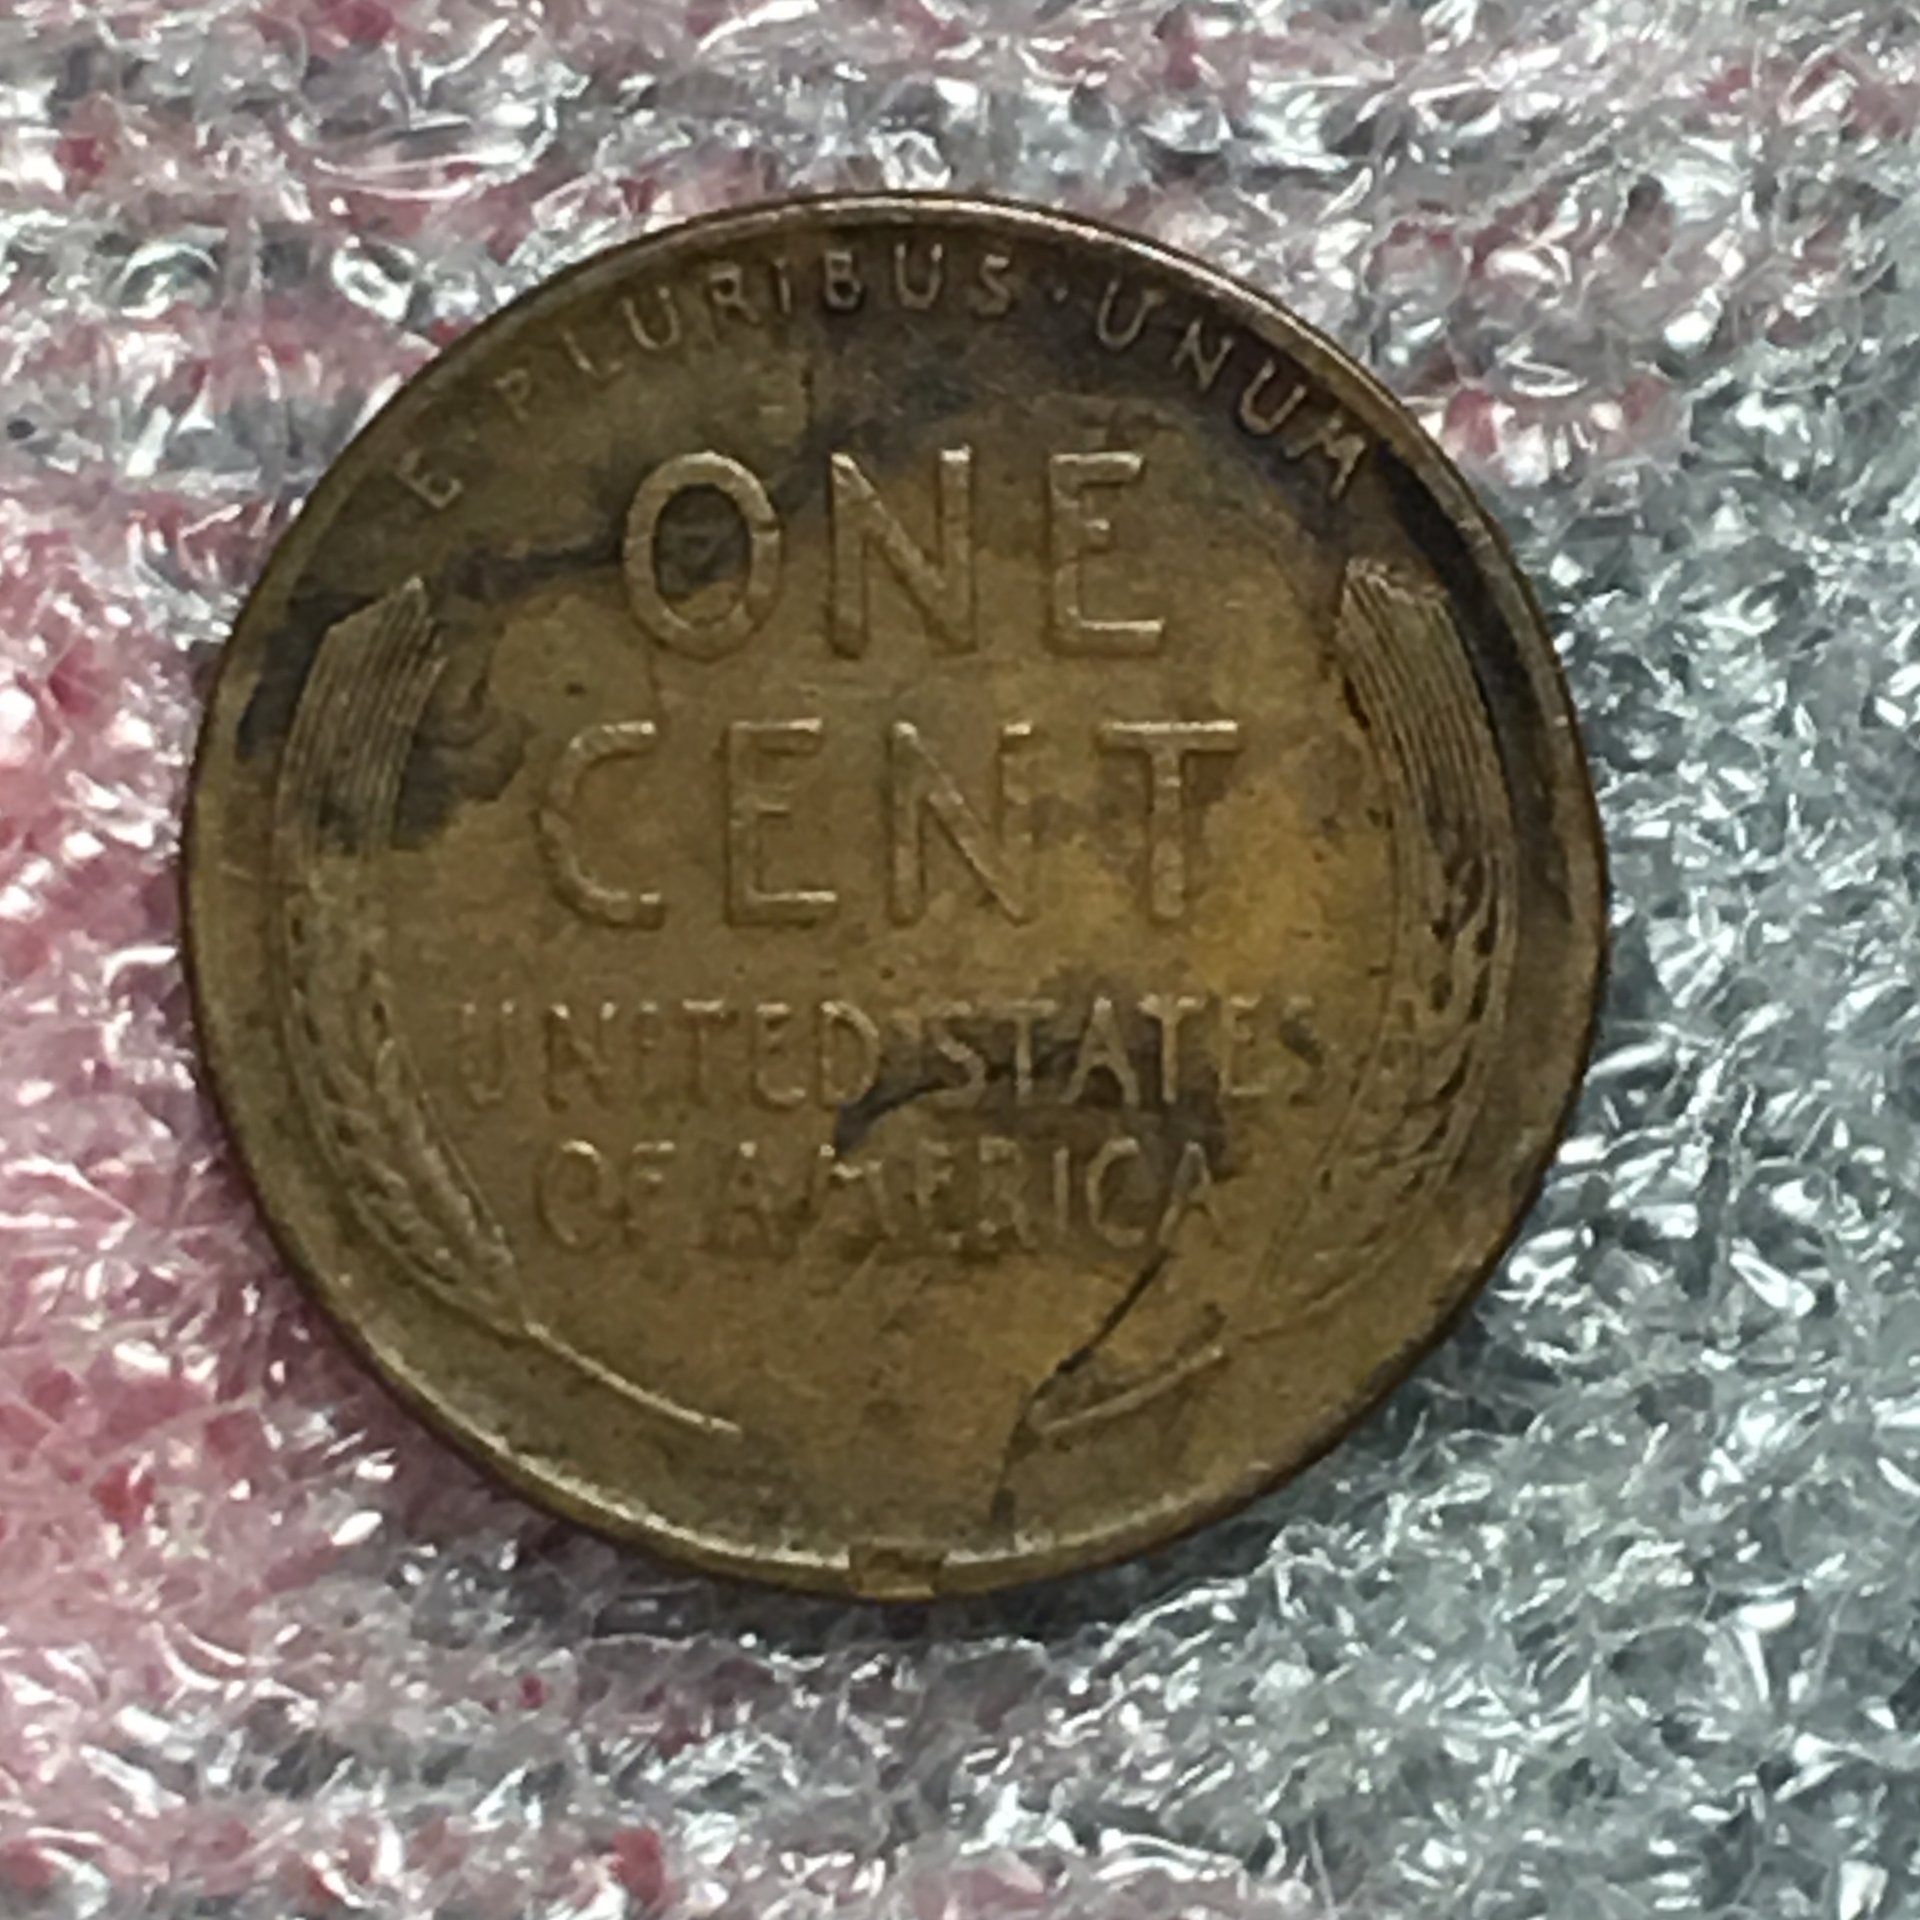 E PLURIBUS · UNUM
ONE
CENT
UNITED STATES
OF AMERICA